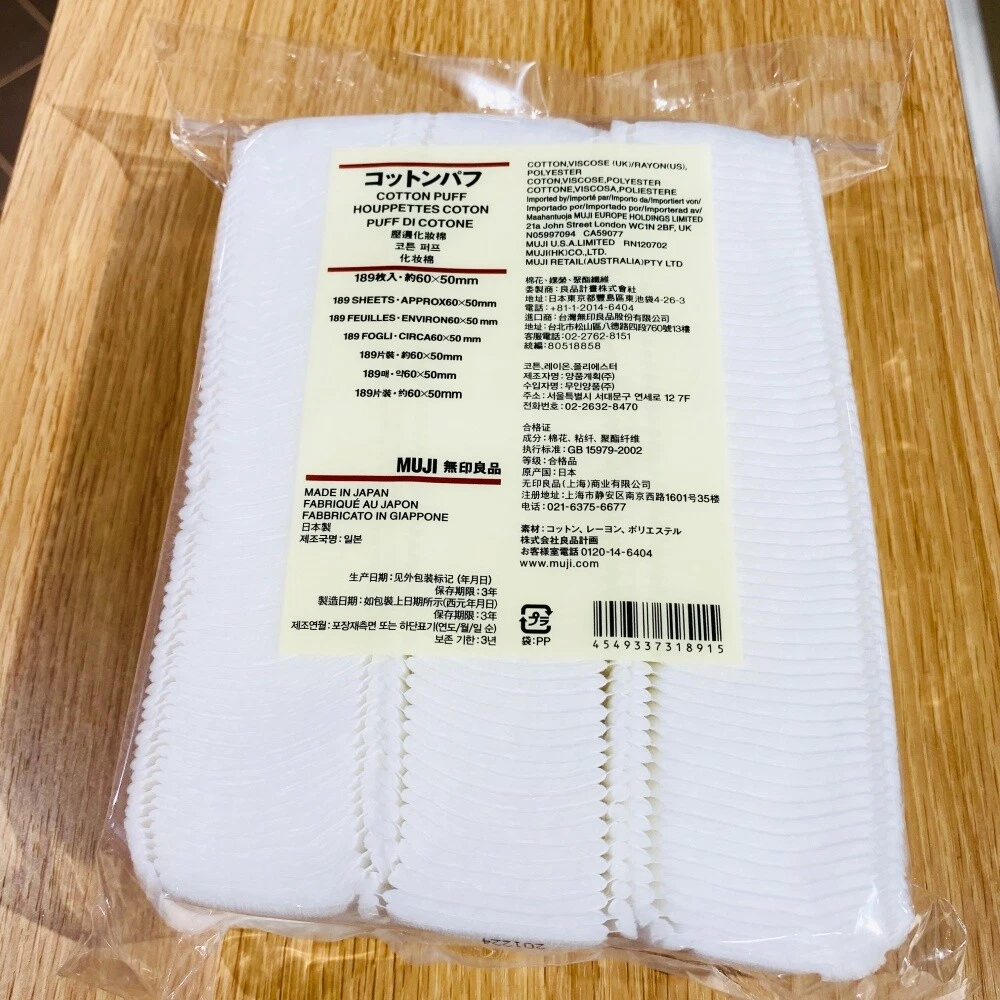 コットンパフ
COTTON PUFF
HOUPPETTES COTON
PUFF DI COTONE
壓邊化妝棉
코튼 퍼프
化妆棉
189枚入・約60×50mm
189 SHEETS・APPROX60×50mm
189 FEUILLES・ENVIRON60×50 mm
189 FOGLI・CIRCA60×50 mm
189片裝・約60×50mm
189매・약60×50mm
189片装・约60×50mm
MUJI 無印良品
MADE IN JAPAN
FABRIQUÉ AU JAPON
FABBRICATO IN GIAPPONE
日本製
제조국명:일본
生产日期:见外包装标记 (年月日)
保存期限:3年
製造日期:如包裝上日期所示(西元年月日)
保存期限:3年
제조연월:포장재측면 또는 하단표기(연도/월/일 순)
보존 기한:3년
COTTON,VISCOSE (UK)/RAYON(US),
POLYESTER
COTON,VISCOSE,POLYESTER
COTTONE,VISCOSA,POLIESTERE
Imported by/Importé par/Importo da/Importiert von/
Importado por/Importado por/Importerad av/
Maahantuoja MUJI EUROPE HOLDINGS LIMITED
21a John Street London WC1N 2BF, UK
N05997094 CA59077
MUJI U.S.A.LIMITED RN120702
MUJI(HK)CO.,LTD.
MUJI RETAIL(AUSTRALIA)PTY LTD
棉花、縲縈、聚酯纖維
委製商:良品計畫株式會社
地址:日本東京都豐島區東池袋4-26-3
電話:+81-1-2014-6404
進口商:台灣無印良品股份有限公司
地址:台北市松山區八德路四段760號13樓
客服電話:02-2762-8151
統編:80518858
코튼,레이온,폴리에스터
제조자명:양품계획(주)
수입자명:무인양품(주)
주소:서울특별시 서대문구 연세로 12 7F
전화번호:02-2632-8470
合格证
成分:棉花、粘纤、聚酯纤维
执行标准:GB 15979-2002
等级:合格品
原产国:日本
无印良品(上海)商业有限公司
注册地址:上海市静安区南京西路1601号35楼
电话:021-6375-6677
素材:コットン、レーヨン、ポリエステル
株式会社良品計画
お客様室電話 0120-14-6404
www.muji.com
プラ
袋:PP
4549337318915
201224